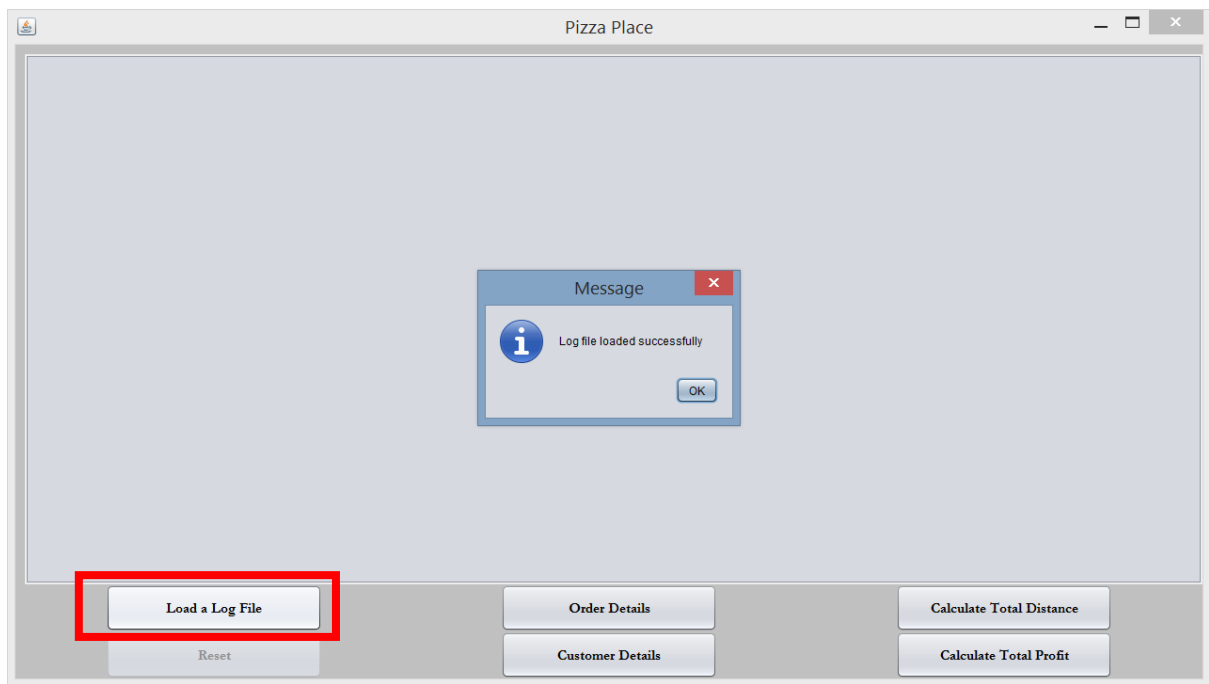 Pizza Place
Message
Log file loaded successfully
OK
Load a Log File
Order Details
Calculate Total Distance
Reset
Customer Details
Calculate Total Profit